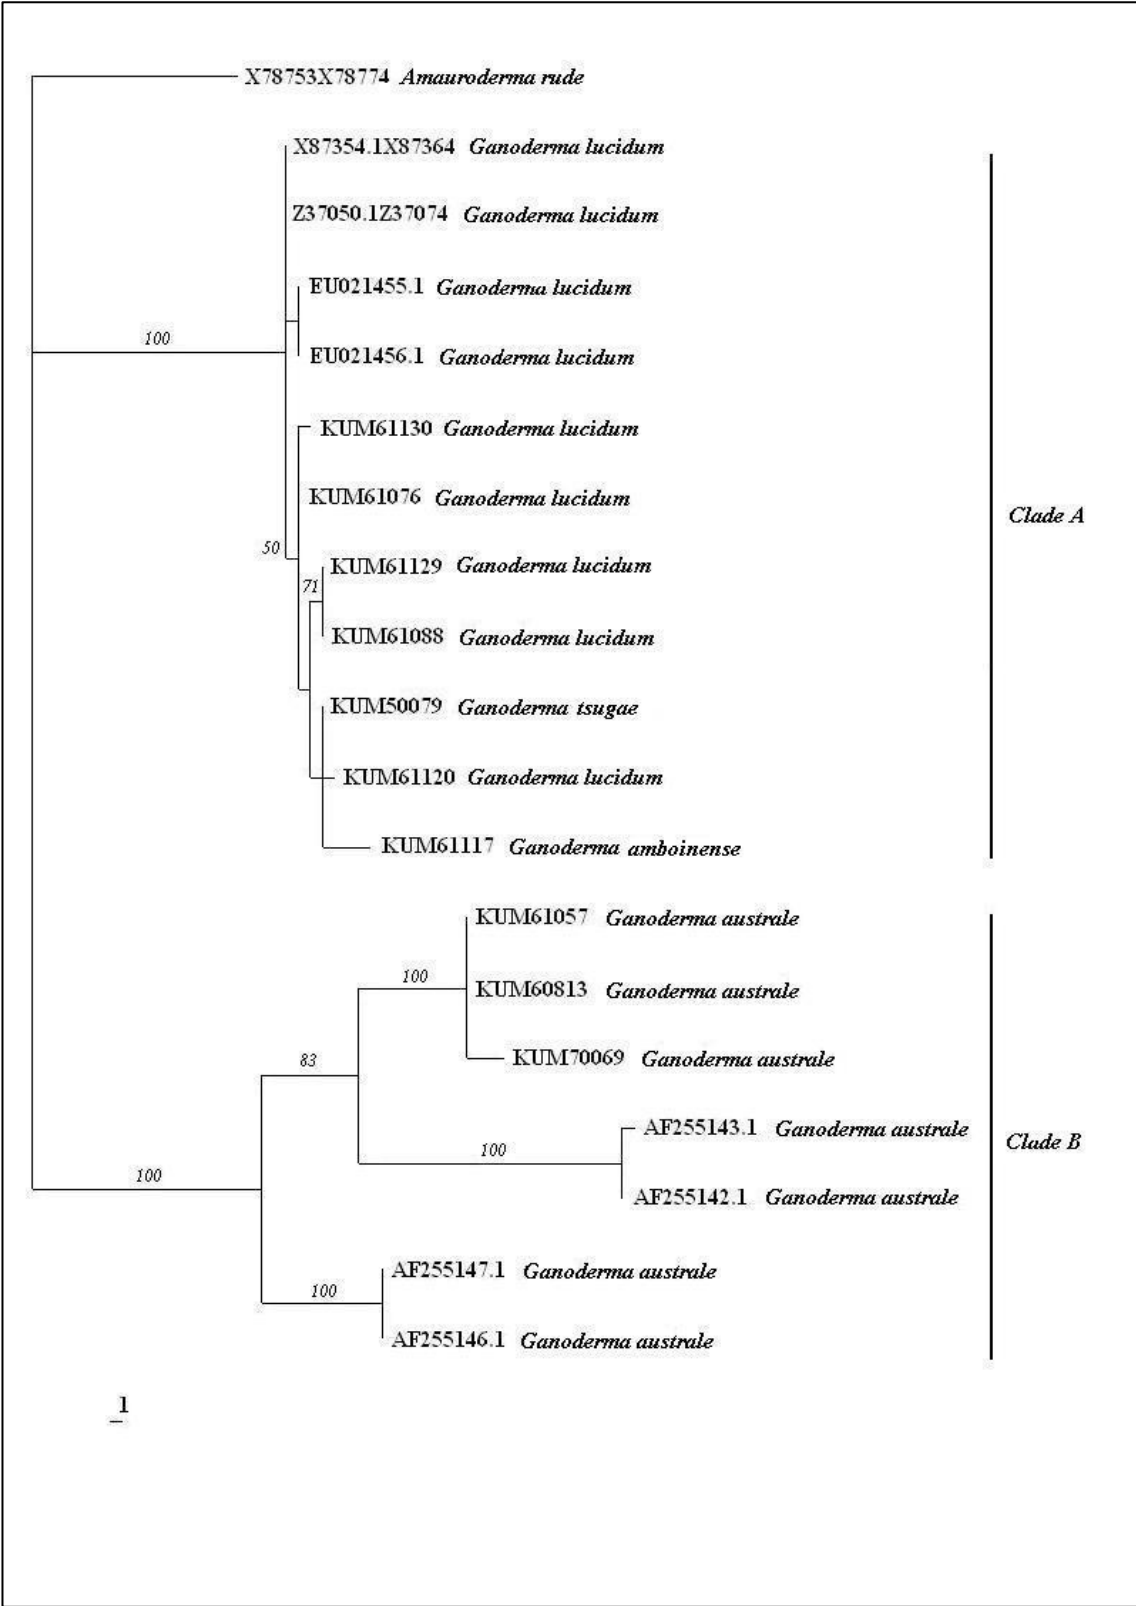 X78753X78774 Amauroderma rude
X87354.1X87364 Ganoderma lucidum
Z37050.1Z37074 Ganoderma lucidum
EU021455.1 Ganoderma lucidum
100
EU021456.1 Ganoderma lucidum
KUM61130 Ganoderma lucidum
KUM61076 Ganoderma lucidum
Clade A
50
KUM61129 Ganoderma lucidum
71
KUM61088 Ganoderma lucidum
KUM50079 Ganoderma tsugae
KUM61120 Ganoderma lucidum
KUM61117 Ganoderma amboinense
KUM61057 Ganoderma australe
100
KUM60813 Ganoderma australe
83
KUM70069 Ganoderma australe
AF255143.1 Ganoderma australe
Clade B
100
100
AF255142.1 Ganoderma australe
AF255147.1 Ganoderma australe
100
AF255146.1 Ganoderma australe
1